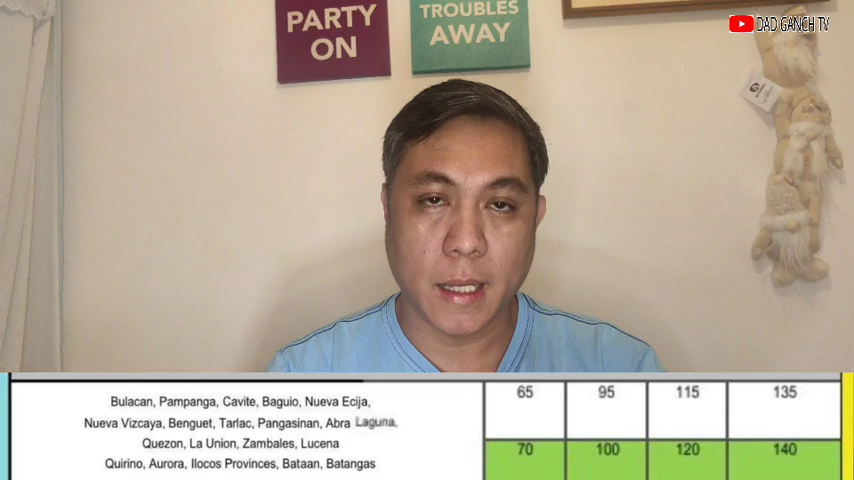 PARTY
ON
TROUBLES
AWAY
DAD GANCH TV
Bulacan, Pampanga, Cavite, Baguio, Nueva Ecija,
Nueva Vizcaya, Benguet, Tarlac, Pangasinan, Abra Laguna,
Quezon, La Union, Zambales, Lucena
Quirino, Aurora, Ilocos Provinces, Bataan, Batangas
65 95 115 135
70 100 120 140